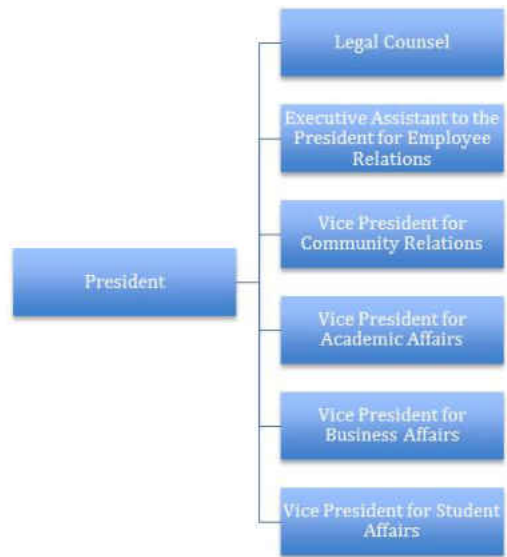 Legal Counsel
Executive Assistant to the
President for Employee
Relations
Vice President for
Community Relations
President
Vice President for
Academic Affairs
Vice President for
Business Affairs
Vice President for Student
Affairs